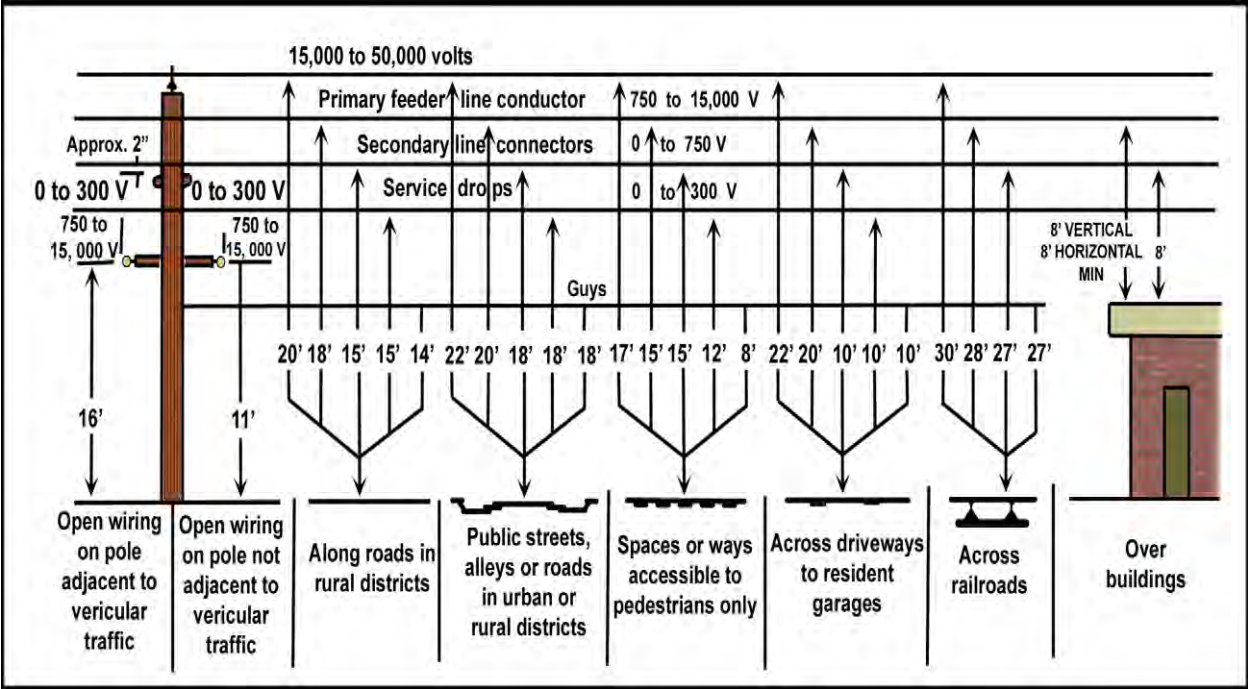 15,000 to 50,000 volts
Primary feeder line conductor 750 to 15,000 V
Approx. 2”
Secondary line connectors 0 to 750 V
0 to 300 V
0 to 300 V
Service drops 0 to 300 V
750 to
15, 000 V
750 to
15, 000 V
8’ VERTICAL
8’ HORIZONTAL
MIN
8’
Guys
20’ 18’ 15’ 15’ 14’
22’ 20’ 18’ 18’ 18’
17’ 15’ 15’ 12’ 8’
22’ 20’ 10’ 10’ 10’
30’ 28’ 27’ 27’
16’
11’
Open wiring
on pole
adjacent to
vericular
traffic
Open wiring
on pole not
adjacent to
vericular
traffic
Along roads in
rural districts
Public streets,
alleys or roads
in urban or
rural districts
Spaces or ways
accessible to
pedestrians only
Across driveways
to resident
garages
Across
railroads
Over
buildings